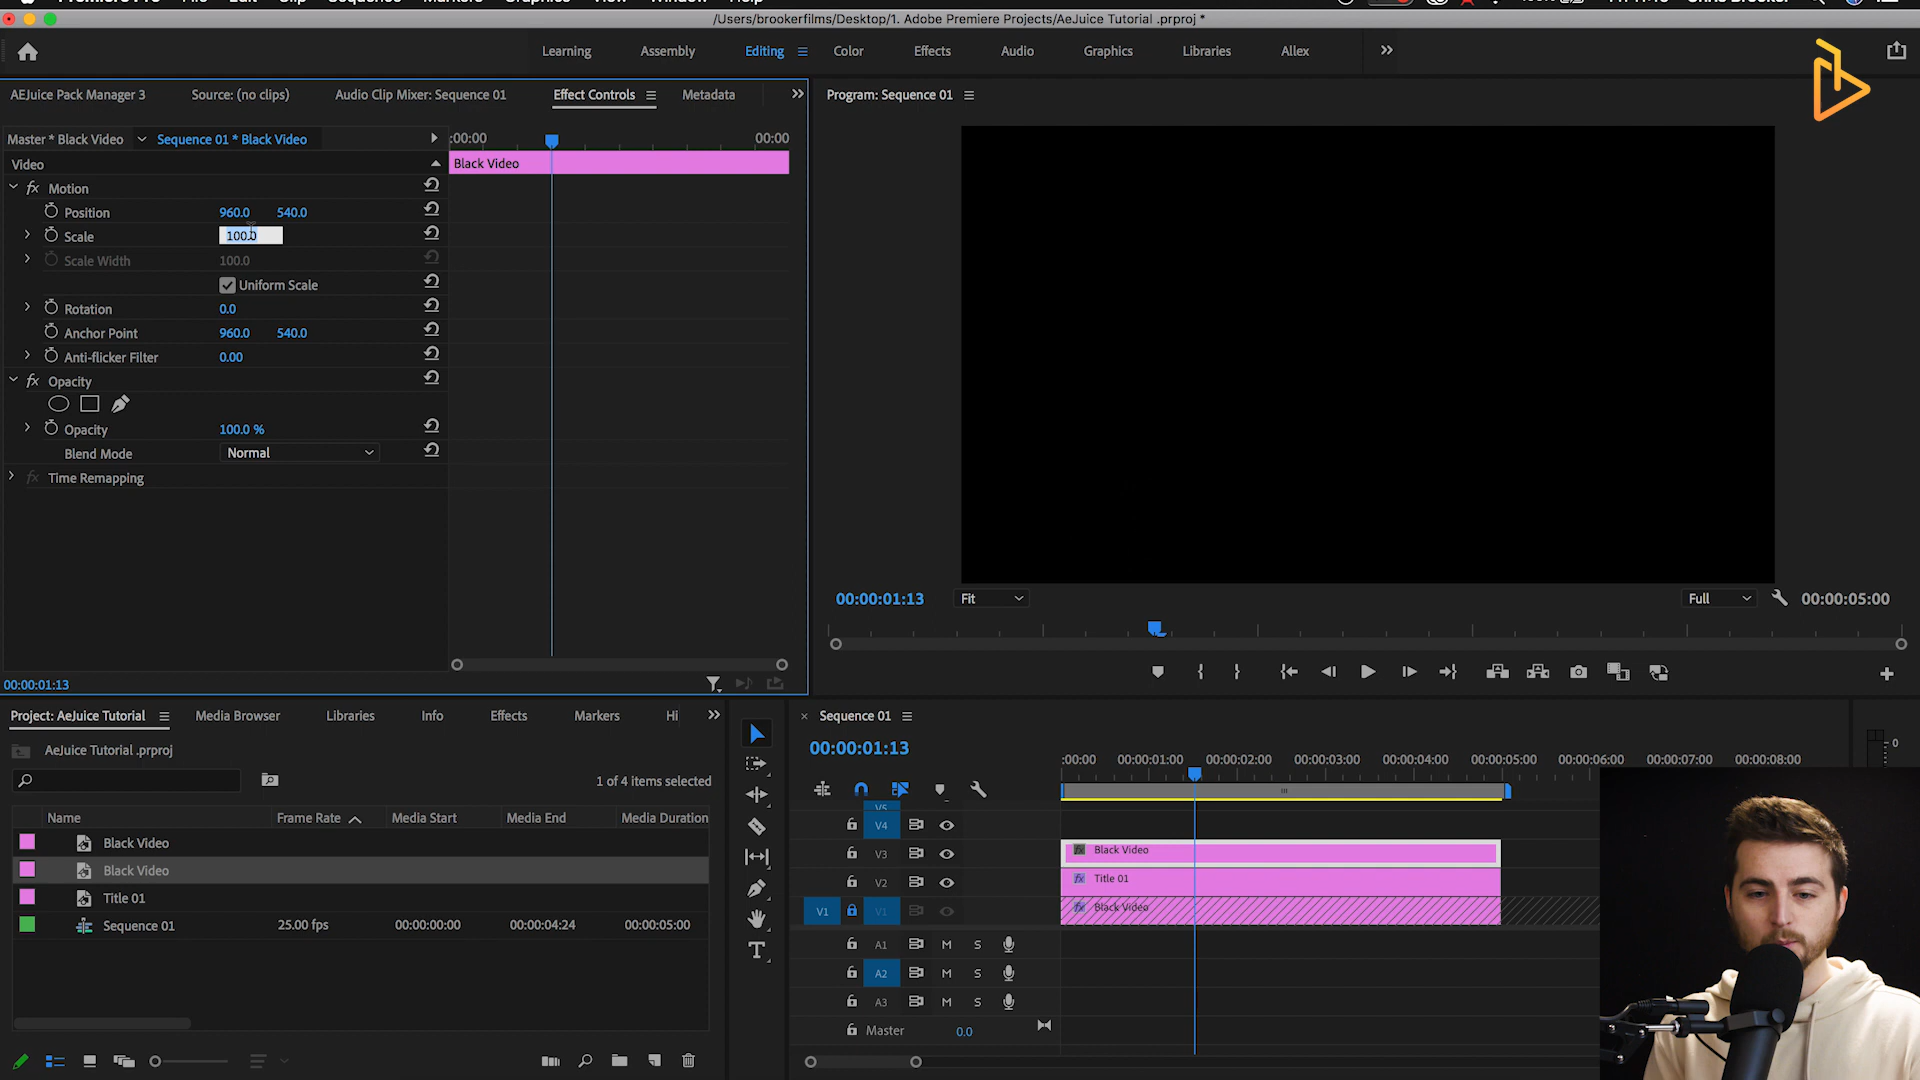 /Users/brookerfilms/Desktop/1. Adobe Premiere Projects/AeJuice Tutorial .prproj *
Learning Assembly Editing Color Effects Audio Graphics Libraries Allex
AEJuice Pack Manager 3 Source: (no clips) Audio Clip Mixer: Sequence 01 Effect Controls Metadata
Program: Sequence 01
Master * Black Video Sequence 01 * Black Video
:00:00 00:00
Video
Black Video
Motion
Position 960.0 540.0
Scale 100.0
Scale Width 100.0
Uniform Scale
Rotation 0.0
Anchor Point 960.0 540.0
Anti-flicker Filter 0.00
Opacity
Opacity 100.0 %
Blend Mode Normal
Time Remapping
00:00:01:13 Fit Full 00:00:05:00
00:00:01:13
Project: AeJuice Tutorial Media Browser Libraries Info Effects Markers Hi
AeJuice Tutorial .prproj
1 of 4 items selected
Name Frame Rate Media Start Media End Media Duration
Black Video
Black Video
Title 01
Sequence 01 25.00 fps 00:00:00:00 00:00:04:24 00:00:05:00
Sequence 01
00:00:01:13
:00:00 00:00:01:00 00:00:02:00 00:00:03:00 00:00:04:00 00:00:05:00 00:00:06:00 00:00:07:00 00:00:08:00
V5
V4
V3 Black Video
V2 Title 01
V1 V1 Black Video
A1 M S
A2 M S
A3 M S
Master 0.0
0